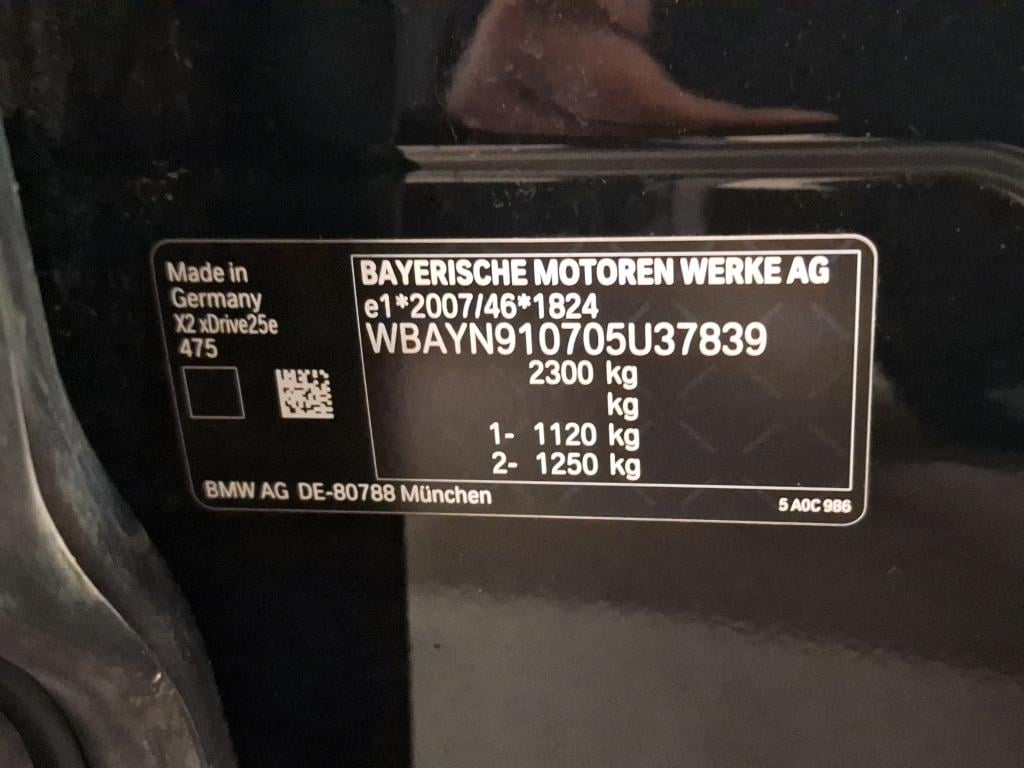 Made in
Germany
X2 xDrive25e
475
BAYERISCHE MOTOREN WERKE AG
e1*2007/46*1824
WBAYN910705U37839
2300 kg
kg
1- 1120 kg
2- 1250 kg
BMW AG DE-80788 München
5 A0C 986